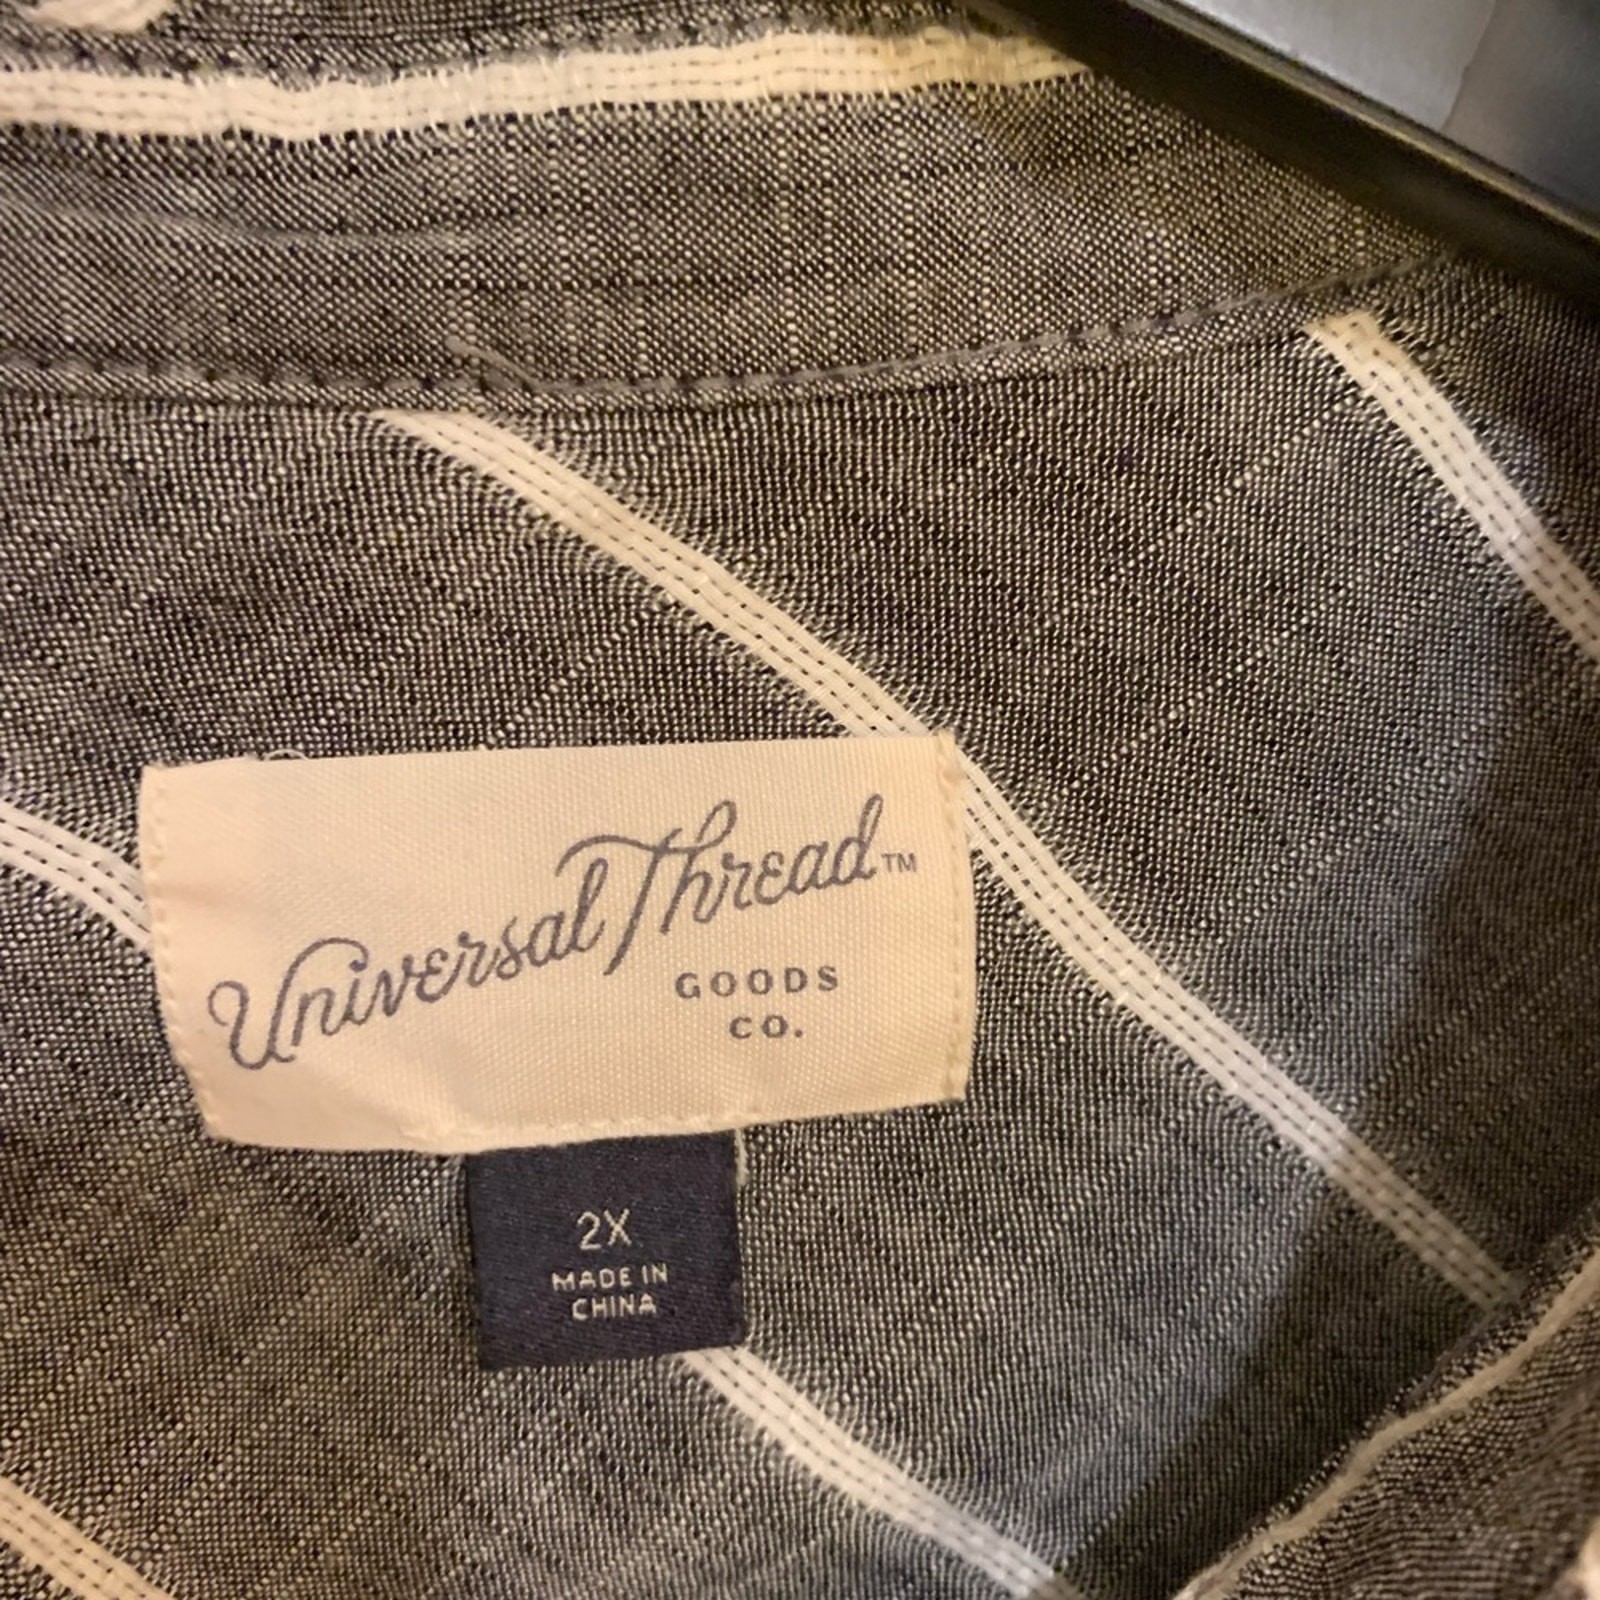 Universal Thread™
GOODS
CO.
2X
MADE IN
CHINA